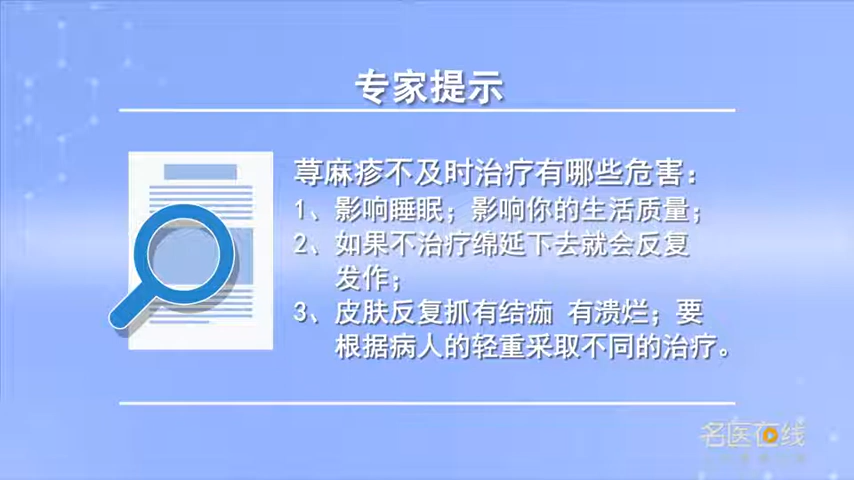 专家提示
荨麻疹不及时治疗有哪些危害：
1、影响睡眠；影响你的生活质量；
2、如果不治疗绵延下去就会反复
发作；
3、皮肤反复抓有结痂 有溃烂；要
根据病人的轻重采取不同的治疗。
名医在线